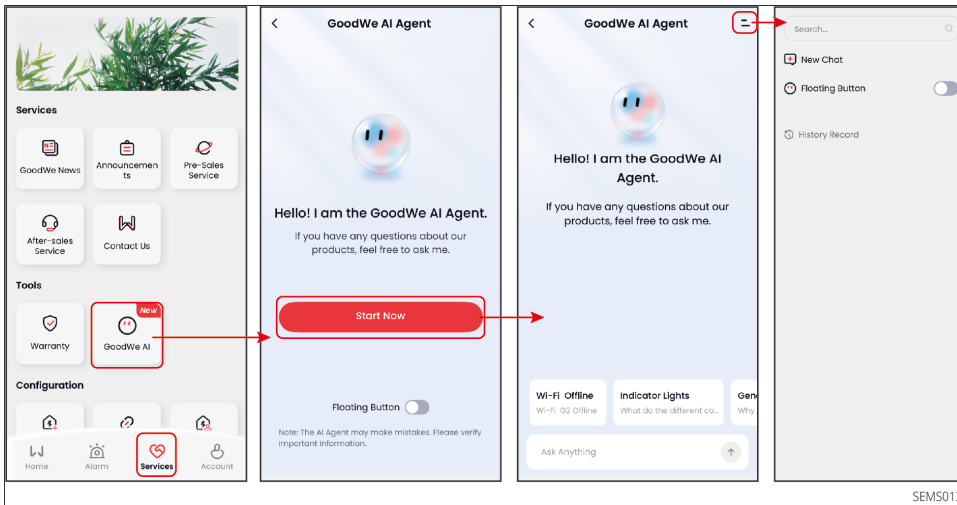 Services
GoodWe News
Announcemen
ts
Pre-Sales
Service
After-sales
Service
Contact Us
Tools
New
Warranty
GoodWe AI
Configuration
Home
Alarm
Services
Account
GoodWe AI Agent
Hello! I am the GoodWe AI Agent.
If you have any questions about our
products, feel free to ask me.
Start Now
Floating Button
Note: The AI Agent may make mistakes. Please verify
important information.
GoodWe AI Agent
Hello! I am the GoodWe AI
Agent.
If you have any questions about our
products, feel free to ask me.
Wi-Fi Offline
Wi-Fi G2 Offline
Indicator Lights
What do the different co...
Gen
Why
Ask Anything
Search...
New Chat
Floating Button
History Record